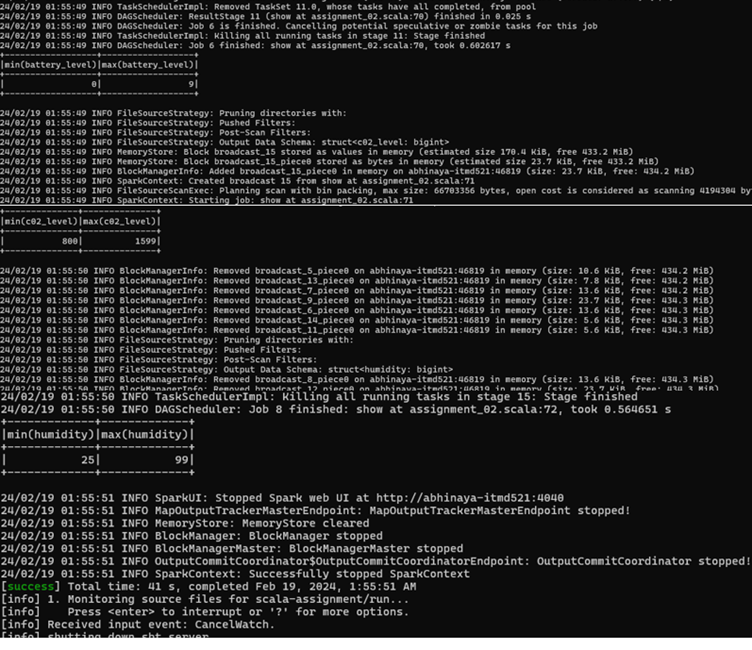 24/02/19 01:55:49 INFO TaskSchedulerImpl: Removed TaskSet 11.0, whose tasks have all completed, from pool
24/02/19 01:55:49 INFO DAGScheduler: ResultStage 11 (show at assignment_02.scala:70) finished in 0.025 s
24/02/19 01:55:49 INFO DAGScheduler: Job 6 is finished. Cancelling potential speculative or zombie tasks for this job
24/02/19 01:55:49 INFO TaskSchedulerImpl: Killing all running tasks in stage 11: Stage finished
24/02/19 01:55:49 INFO DAGScheduler: Job 6 finished: show at assignment_02.scala:70, took 0.602617 s
+------------------+------------------+
|min(battery_level)|max(battery_level)|
+------------------+------------------+
|                 0|                 9|
+------------------+------------------+
24/02/19 01:55:49 INFO FileSourceStrategy: Pruning directories with:
24/02/19 01:55:49 INFO FileSourceStrategy: Pushed Filters:
24/02/19 01:55:49 INFO FileSourceStrategy: Post-Scan Filters:
24/02/19 01:55:49 INFO FileSourceStrategy: Output Data Schema: struct<c02_level: bigint>
24/02/19 01:55:49 INFO MemoryStore: Block broadcast_15 stored as values in memory (estimated size 170.4 KiB, free 433.2 MiB)
24/02/19 01:55:49 INFO MemoryStore: Block broadcast_15_piece0 stored as bytes in memory (estimated size 23.7 KiB, free 433.2 MiB)
24/02/19 01:55:49 INFO BlockManagerInfo: Added broadcast_15_piece0 in memory on abhinaya-itmd521:46819 (size: 23.7 KiB, free: 434.2 MiB)
24/02/19 01:55:49 INFO SparkContext: Created broadcast 15 from show at assignment_02.scala:71
24/02/19 01:55:49 INFO FileSourceScanExec: Planning scan with bin packing, max size: 66703356 bytes, open cost is considered as scanning 4194304 by
24/02/19 01:55:49 INFO SparkContext: Starting job: show at assignment_02.scala:71
+--------------+--------------+
|min(c02_level)|max(c02_level)|
+--------------+--------------+
|           800|          1599|
+--------------+--------------+
24/02/19 01:55:50 INFO BlockManagerInfo: Removed broadcast_5_piece0 on abhinaya-itmd521:46819 in memory (size: 10.6 KiB, free: 434.2 MiB)
24/02/19 01:55:50 INFO BlockManagerInfo: Removed broadcast_13_piece0 on abhinaya-itmd521:46819 in memory (size: 7.8 KiB, free: 434.2 MiB)
24/02/19 01:55:50 INFO BlockManagerInfo: Removed broadcast_7_piece0 on abhinaya-itmd521:46819 in memory (size: 13.6 KiB, free: 434.2 MiB)
24/02/19 01:55:50 INFO BlockManagerInfo: Removed broadcast_9_piece0 on abhinaya-itmd521:46819 in memory (size: 23.7 KiB, free: 434.3 MiB)
24/02/19 01:55:50 INFO BlockManagerInfo: Removed broadcast_6_piece0 on abhinaya-itmd521:46819 in memory (size: 13.6 KiB, free: 434.3 MiB)
24/02/19 01:55:50 INFO BlockManagerInfo: Removed broadcast_14_piece0 on abhinaya-itmd521:46819 in memory (size: 5.6 KiB, free: 434.3 MiB)
24/02/19 01:55:50 INFO BlockManagerInfo: Removed broadcast_11_piece0 on abhinaya-itmd521:46819 in memory (size: 5.6 KiB, free: 434.3 MiB)
24/02/19 01:55:50 INFO FileSourceStrategy: Pruning directories with:
24/02/19 01:55:50 INFO FileSourceStrategy: Pushed Filters:
24/02/19 01:55:50 INFO FileSourceStrategy: Post-Scan Filters:
24/02/19 01:55:50 INFO FileSourceStrategy: Output Data Schema: struct<humidity: bigint>
24/02/19 01:55:50 INFO BlockManagerInfo: Removed broadcast_8_piece0 on abhinaya-itmd521:46819 in memory (size: 13.6 KiB, free: 434.3 MiB)
24/02/19 01:55:50 INFO BlockManagerInfo: Removed broadcast_12_piece0 on abhinaya-itmd521:46819 in memory (size: 23.7 KiB, free: 434.3 MiB)
24/02/19 01:55:50 INFO TaskSchedulerImpl: Killing all running tasks in stage 15: Stage finished
24/02/19 01:55:50 INFO DAGScheduler: Job 8 finished: show at assignment_02.scala:72, took 0.564651 s
+-------------+-------------+
|min(humidity)|max(humidity)|
+-------------+-------------+
|           25|           99|
+-------------+-------------+
24/02/19 01:55:51 INFO SparkUI: Stopped Spark web UI at http://abhinaya-itmd521:4040
24/02/19 01:55:51 INFO MapOutputTrackerMasterEndpoint: MapOutputTrackerMasterEndpoint stopped!
24/02/19 01:55:51 INFO MemoryStore: MemoryStore cleared
24/02/19 01:55:51 INFO BlockManager: BlockManager stopped
24/02/19 01:55:51 INFO BlockManagerMaster: BlockManagerMaster stopped
24/02/19 01:55:51 INFO OutputCommitCoordinator$OutputCommitCoordinatorEndpoint: OutputCommitCoordinator stopped!
24/02/19 01:55:51 INFO SparkContext: Successfully stopped SparkContext
[success] Total time: 41 s, completed Feb 19, 2024, 1:55:51 AM
[info] 1. Monitoring source files for scala-assignment/run...
[info]    Press <enter> to interrupt or '?' for more options.
[info] Received input event: CancelWatch.
[info] shutting down sbt server